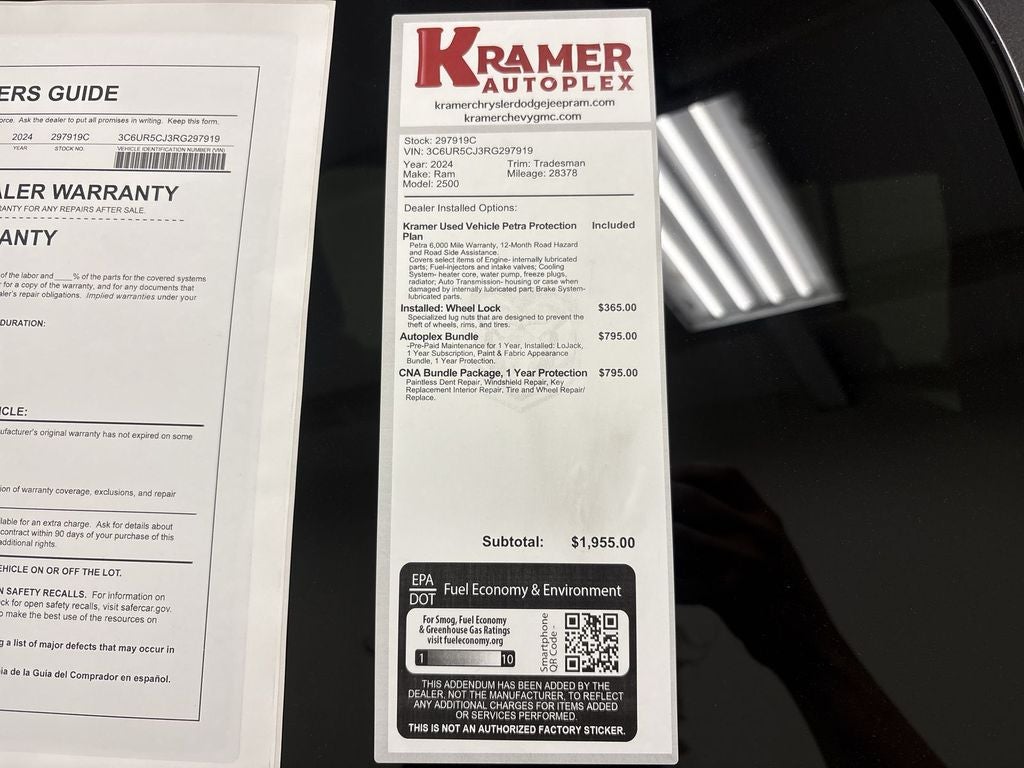 ERS GUIDE
orce. Ask the dealer to put all promises in writing. Keep this form.
2024 297919C 3C6UR5CJ3RG297919
YEAR STOCK NO. VEHICLE IDENTIFICATION NUMBER (VIN)
ALER WARRANTY
ANTY FOR ANY REPAIRS AFTER SALE.
ANTY
of the labor and ____% of the parts for the covered systems
for a copy of the warranty, and for any documents that
aler's repair obligations. Implied warranties under your
DURATION:
ICLE:
ufacturer's original warranty has not expired on some
ion of warranty coverage, exclusions, and repair
lable for an extra charge. Ask for details about
contract within 90 days of your purchase of this
additional rights.
EHICLE ON OR OFF THE LOT.
N SAFETY RECALLS. For information on
ck for open safety recalls, visit safercar.gov.
o make the best use of the resources on
g a list of major defects that may occur in
ia de la Guía del Comprador en español.
KRAMER
AUTOPLEX
kramerchryslerdodgejeepram.com
kramerchevygmc.com
Stock: 297919C
VIN: 3C6UR5CJ3RG297919
Year: 2024 Trim: Tradesman
Make: Ram Mileage: 28378
Model: 2500
Dealer Installed Options:
Kramer Used Vehicle Petra Protection Included
Plan
Petra 6,000 Mile Warranty, 12-Month Road Hazard
and Road Side Assistance.
Covers select items of Engine- internally lubricated
parts; Fuel-injectors and intake valves; Cooling
System- heater core, water pump, freeze plugs,
radiator; Auto Transmission- housing or case when
damaged by internally lubricated part; Brake System-
lubricated parts.
Installed: Wheel Lock $365.00
Specialized lug nuts that are designed to prevent the
theft of wheels, rims, and tires.
Autoplex Bundle $795.00
-Pre-Paid Maintenance for 1 Year, Installed: LoJack,
1 Year Subscription, Paint & Fabric Appearance
Bundle, 1 Year Protection.
CNA Bundle Package, 1 Year Protection $795.00
Paintless Dent Repair, Windshield Repair, Key
Replacement Interior Repair, Tire and Wheel Repair/
Replace.
Subtotal: $1,955.00
EPA
DOT Fuel Economy & Environment
For Smog, Fuel Economy
& Greenhouse Gas Ratings
visit fueleconomy.org
1 10
Smartphone
QR Code -
THIS ADDENDUM HAS BEEN ADDED BY THE
DEALER, NOT THE MANUFACTURER, TO REFLECT
ANY ADDITIONAL CHARGES FOR ITEMS ADDED
OR SERVICES PERFORMED.
THIS IS NOT AN AUTHORIZED FACTORY STICKER.